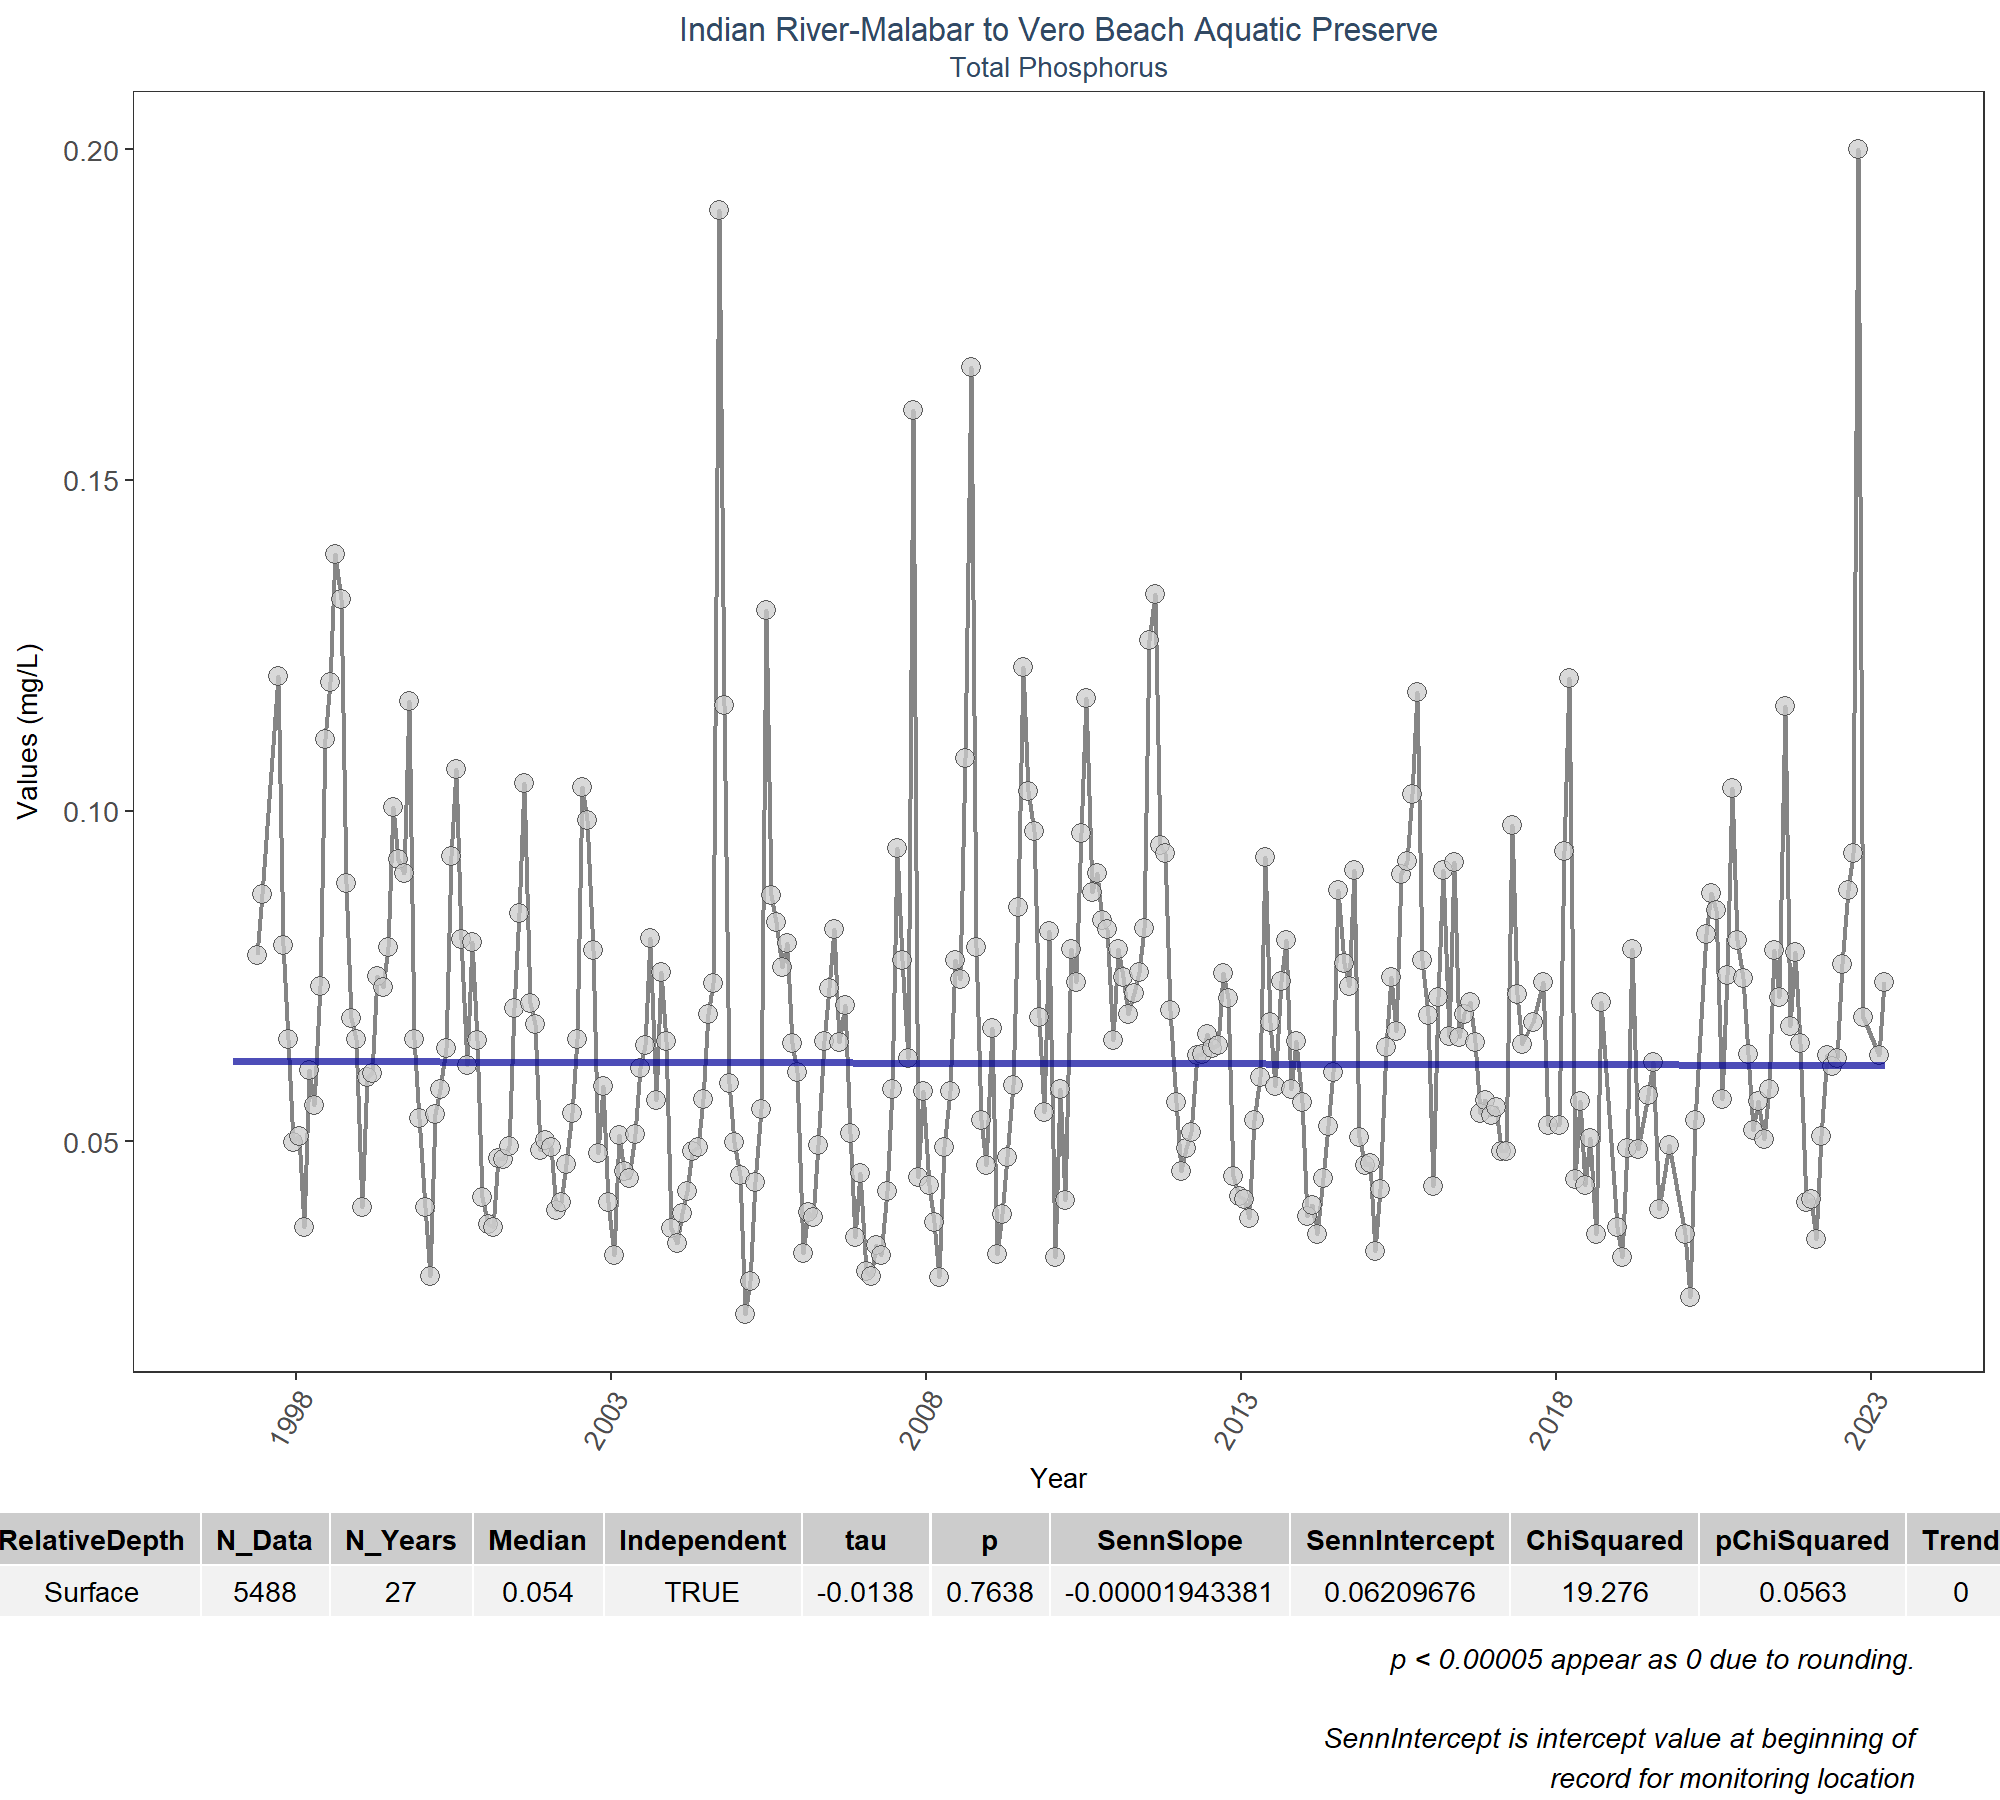 Indian River-Malabar to Vero Beach Aquatic Preserve
Total Phosphorus
0.20
0.15
0.10
0.05
Values (mg/L)
1998 2003 2008 2013 2018 2023
Year
RelativeDepth N_Data N_Years Median Independent tau p SennSlope SennIntercept ChiSquared pChiSquared Trend
Surface 5488 27 0.054 TRUE -0.0138 0.7638 -0.00001943381 0.06209676 19.276 0.0563 0
p < 0.00005 appear as 0 due to rounding.
SennIntercept is intercept value at beginning of
record for monitoring location